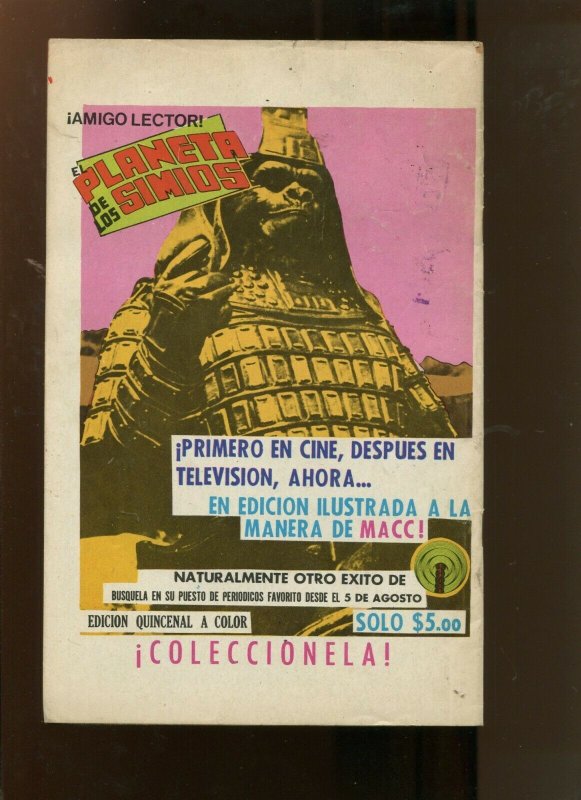 ¡AMIGO LECTOR!
EL PLANETA
DE LOS SIMIOS
¡PRIMERO EN CINE, DESPUES EN
TELEVISION, AHORA...
EN EDICION ILUSTRADA A LA
MANERA DE MACC!
NATURALMENTE OTRO EXITO DE
BUSQUELA EN SU PUESTO DE PERIODICOS FAVORITO DESDE EL 5 DE AGOSTO
EDICION QUINCENAL A COLOR
SOLO $5.00
¡COLECCIÓNELA!